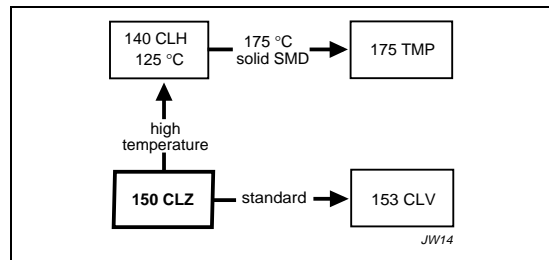 140 CLH
125 °C
175 °C
solid SMD
175 TMP
high
temperature
150 CLZ
standard
153 CLV
JW14